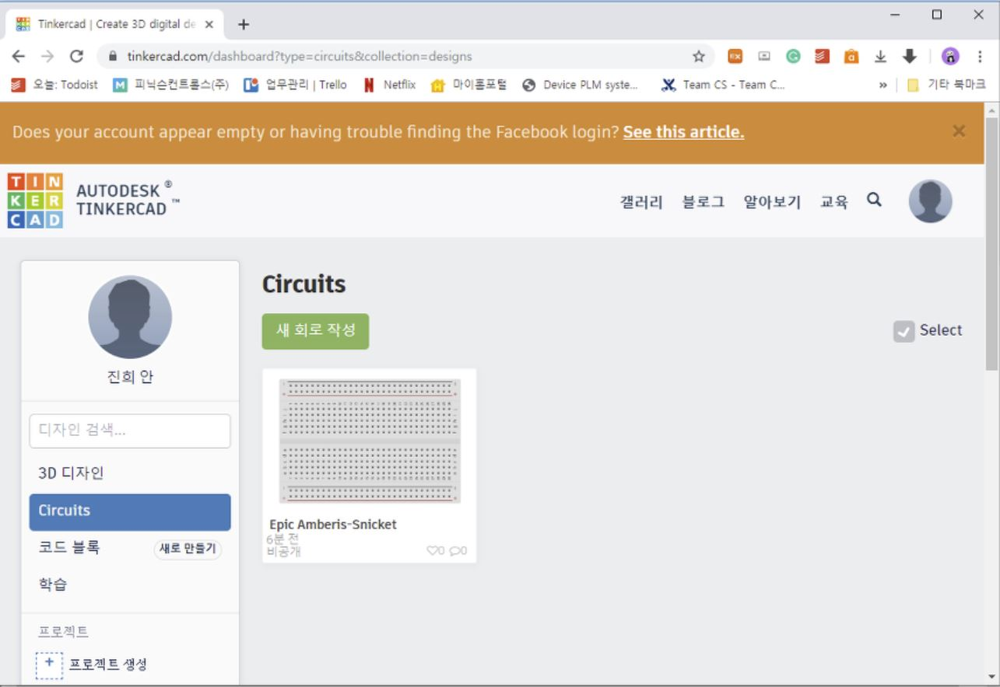 Tinkercad | Create 3D digital de
tinkercad.com/dashboard?type=circuits&collection=designs
오늘: Todoist
피닉슨컨트롤스(주)
업무관리 | Trello
Netflix
마이홈포털
Device PLM syste...
Team CS - Team C...
»
기타 북마크
Does your account appear empty or having trouble finding the Facebook login? See this article.
TINKERCAD
AUTODESK ®
TINKERCAD ™
갤러리
블로그
알아보기
교육
진희 안
디자인 검색...
3D 디자인
Circuits
코드 블록
새로 만들기
학습
프로젝트
+ 프로젝트 생성
Circuits
새 회로 작성
Select
Epic Amberis-Snicket
6분 전
비공개
0 0